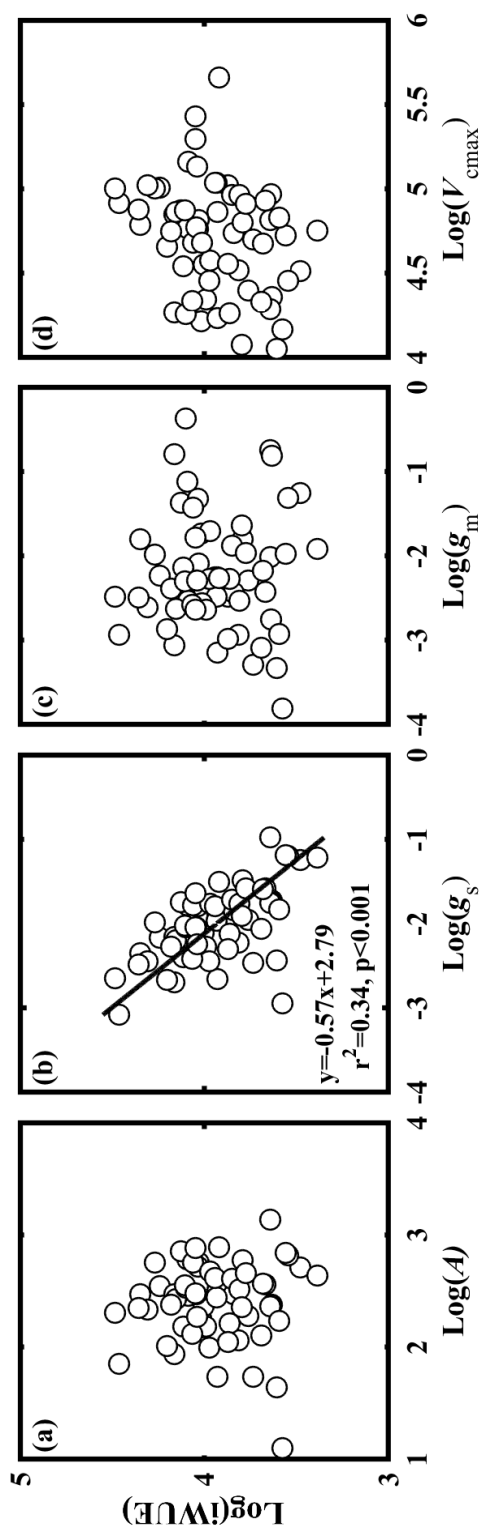 Log(iWUE)
5
4
3
(a)
1
2
3
4
Log(A)
(b)
y=-0.57x+2.79
r²=0.34, p<0.001
-4
-3
-2
-1
0
Log(gₛ)
(c)
-4
-3
-2
-1
0
Log(gₘ)
(d)
4
4.5
5
5.5
6
Log(Vcmax)